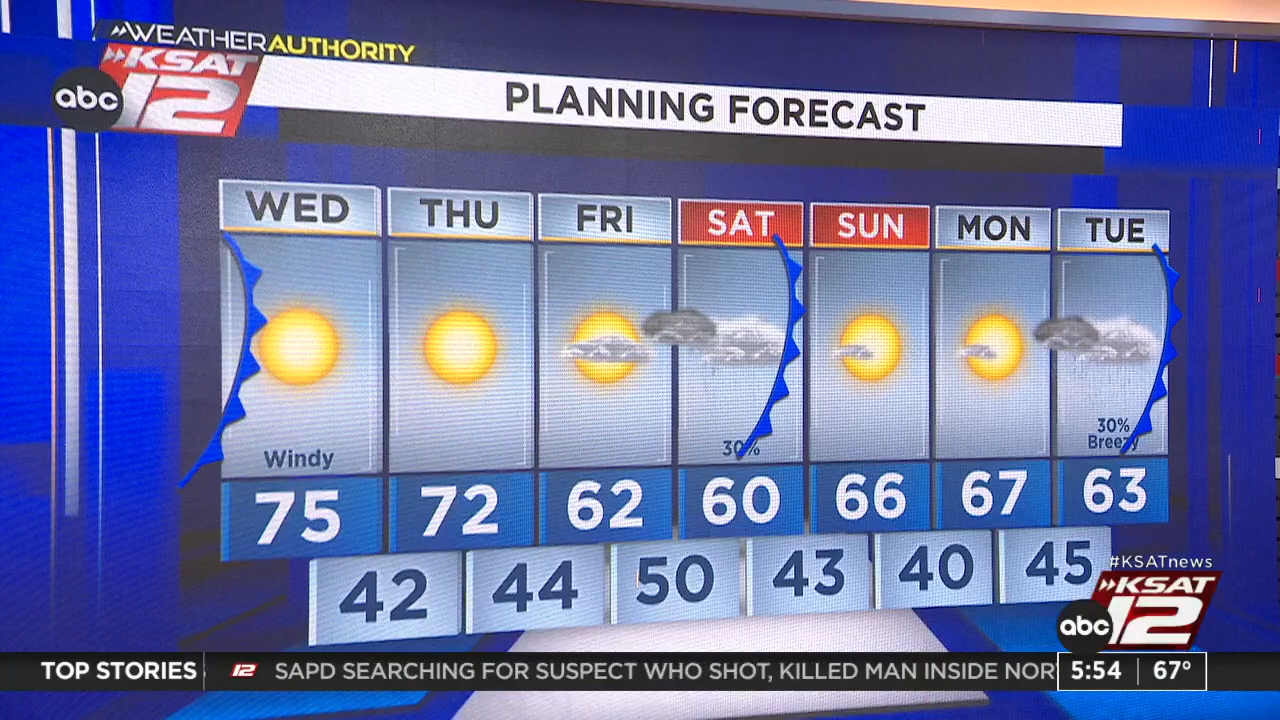 WEATHERAUTHORITY
KSAT
abc 12
PLANNING FORECAST
WED THU FRI SAT SUN MON TUE
Windy 30% 30%
Breezy
75 72 62 60 66 67 63
42 44 50 43 40 45
#KSATnews
KSAT
abc 12
TOP STORIES 12 SAPD SEARCHING FOR SUSPECT WHO SHOT, KILLED MAN INSIDE NOR 5:54 67°